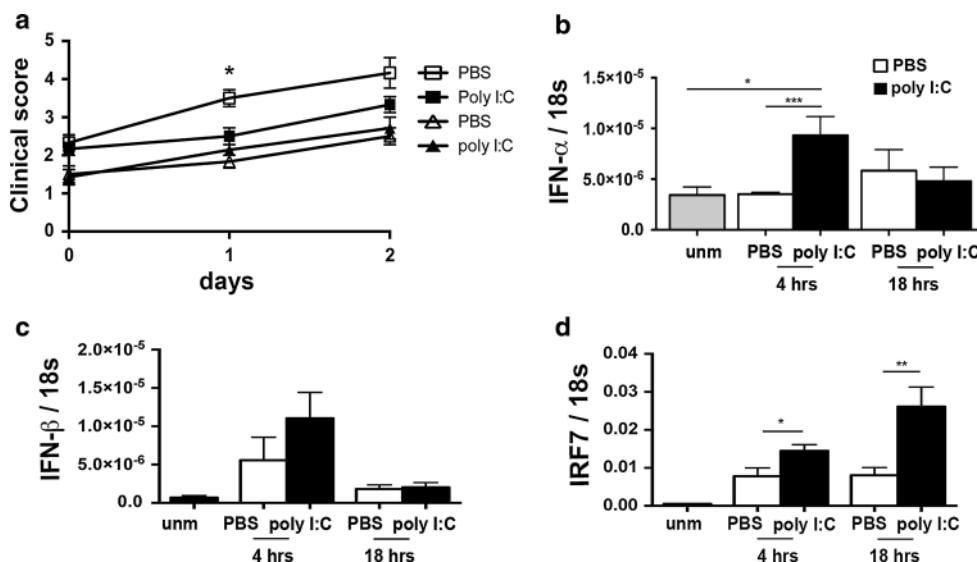 a
Clinical score
5
4
3
2
1
0
0 1 2
days
*
PBS
Poly I:C
PBS
poly I:C
b
IFN-α / 18s
1.5×10⁻⁵
1.0×10⁻⁵
5.0×10⁻⁶
0.0
PBS
poly I:C
*
***
unm PBS poly I:C PBS poly I:C
4 hrs 18 hrs
c
IFN-β / 18s
2.0×10⁻⁵
1.5×10⁻⁵
1.0×10⁻⁵
5.0×10⁻⁶
0.0
unm PBS poly I:C PBS poly I:C
4 hrs 18 hrs
d
IRF7 / 18s
0.04
0.03
0.01
0.01
0.00
*
**
unm PBS poly I:C PBS poly I:C
4 hrs 18 hrs